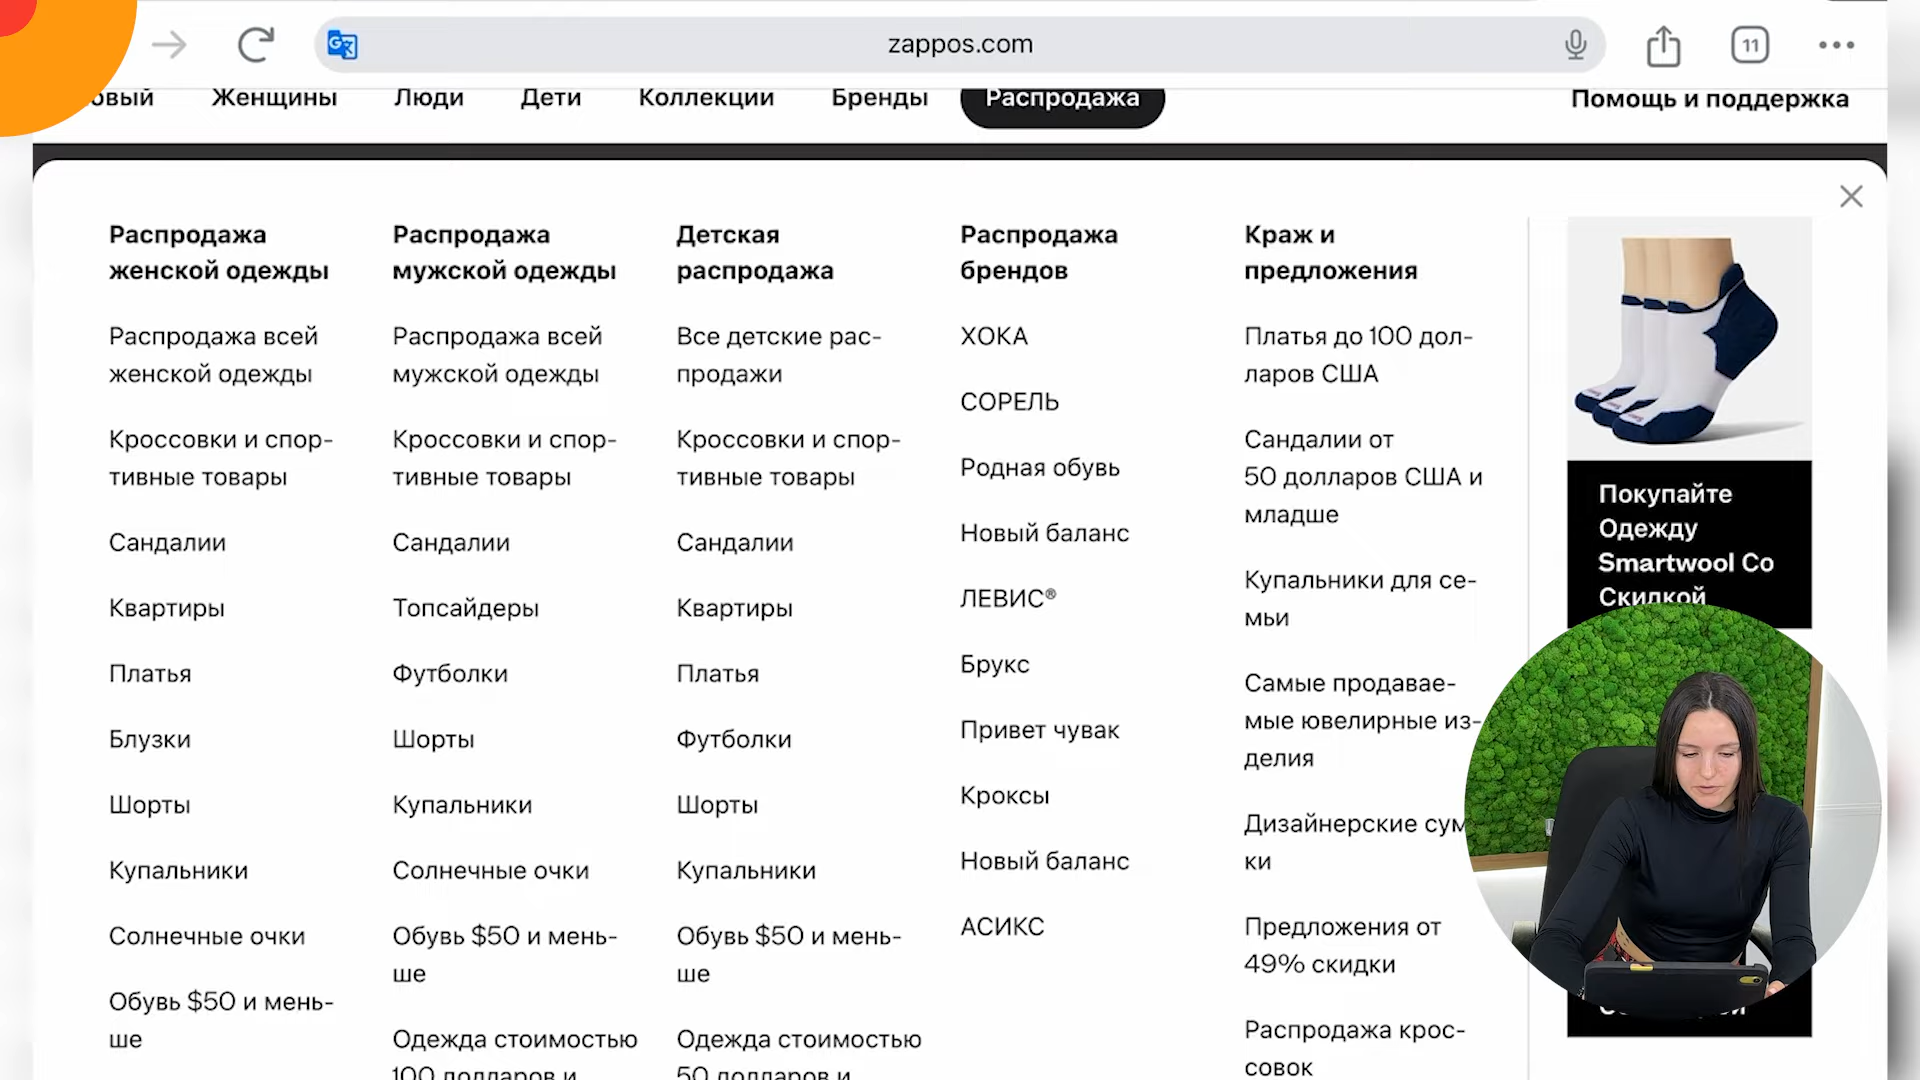 zappos.com
11
овый
Женщины
Люди
Дети
Коллекции
Бренды
Распродажа
Помощь и поддержка
Распродажа
женской одежды
Распродажа всей
женской одежды
Кроссовки и спор-
тивные товары
Сандалии
Квартиры
Платья
Блузки
Шорты
Купальники
Солнечные очки
Обувь $50 и мень-
ше
Распродажа
мужской одежды
Распродажа всей
мужской одежды
Кроссовки и спор-
тивные товары
Сандалии
Топсайдеры
Футболки
Шорты
Купальники
Солнечные очки
Обувь $50 и мень-
ше
Одежда стоимостью
100 долларов и
Детская
распродажа
Все детские рас-
продажи
Кроссовки и спор-
тивные товары
Сандалии
Квартиры
Платья
Футболки
Шорты
Купальники
Обувь $50 и мень-
ше
Одежда стоимостью
50 долларов и
Распродажа
брендов
ХОКА
СОРЕЛЬ
Родная обувь
Новый баланс
ЛЕВИС®
Брукс
Привет чувак
Кроксы
Новый баланс
АСИКС
Краж и
предложения
Платья до 100 дол-
ларов США
Сандалии от
50 долларов США и
младше
Купальники для се-
мьи
Самые продавае-
мые ювелирные из-
делия
Дизайнерские сум
ки
Предложения от
49% скидки
Распродажа крос-
совок
Покупайте
Одежду
Smartwool Со
Скидкой